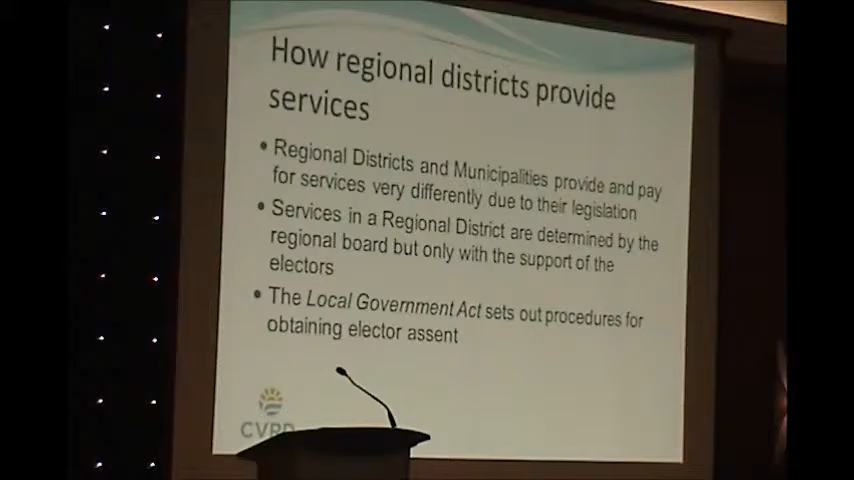 How regional districts provide
services
• Regional Districts and Municipalities provide and pay
for services very differently due to their legislation
• Services in a Regional District are determined by the
regional board but only with the support of the
electors
• The Local Government Act sets out procedures for
obtaining elector assent
CVRD